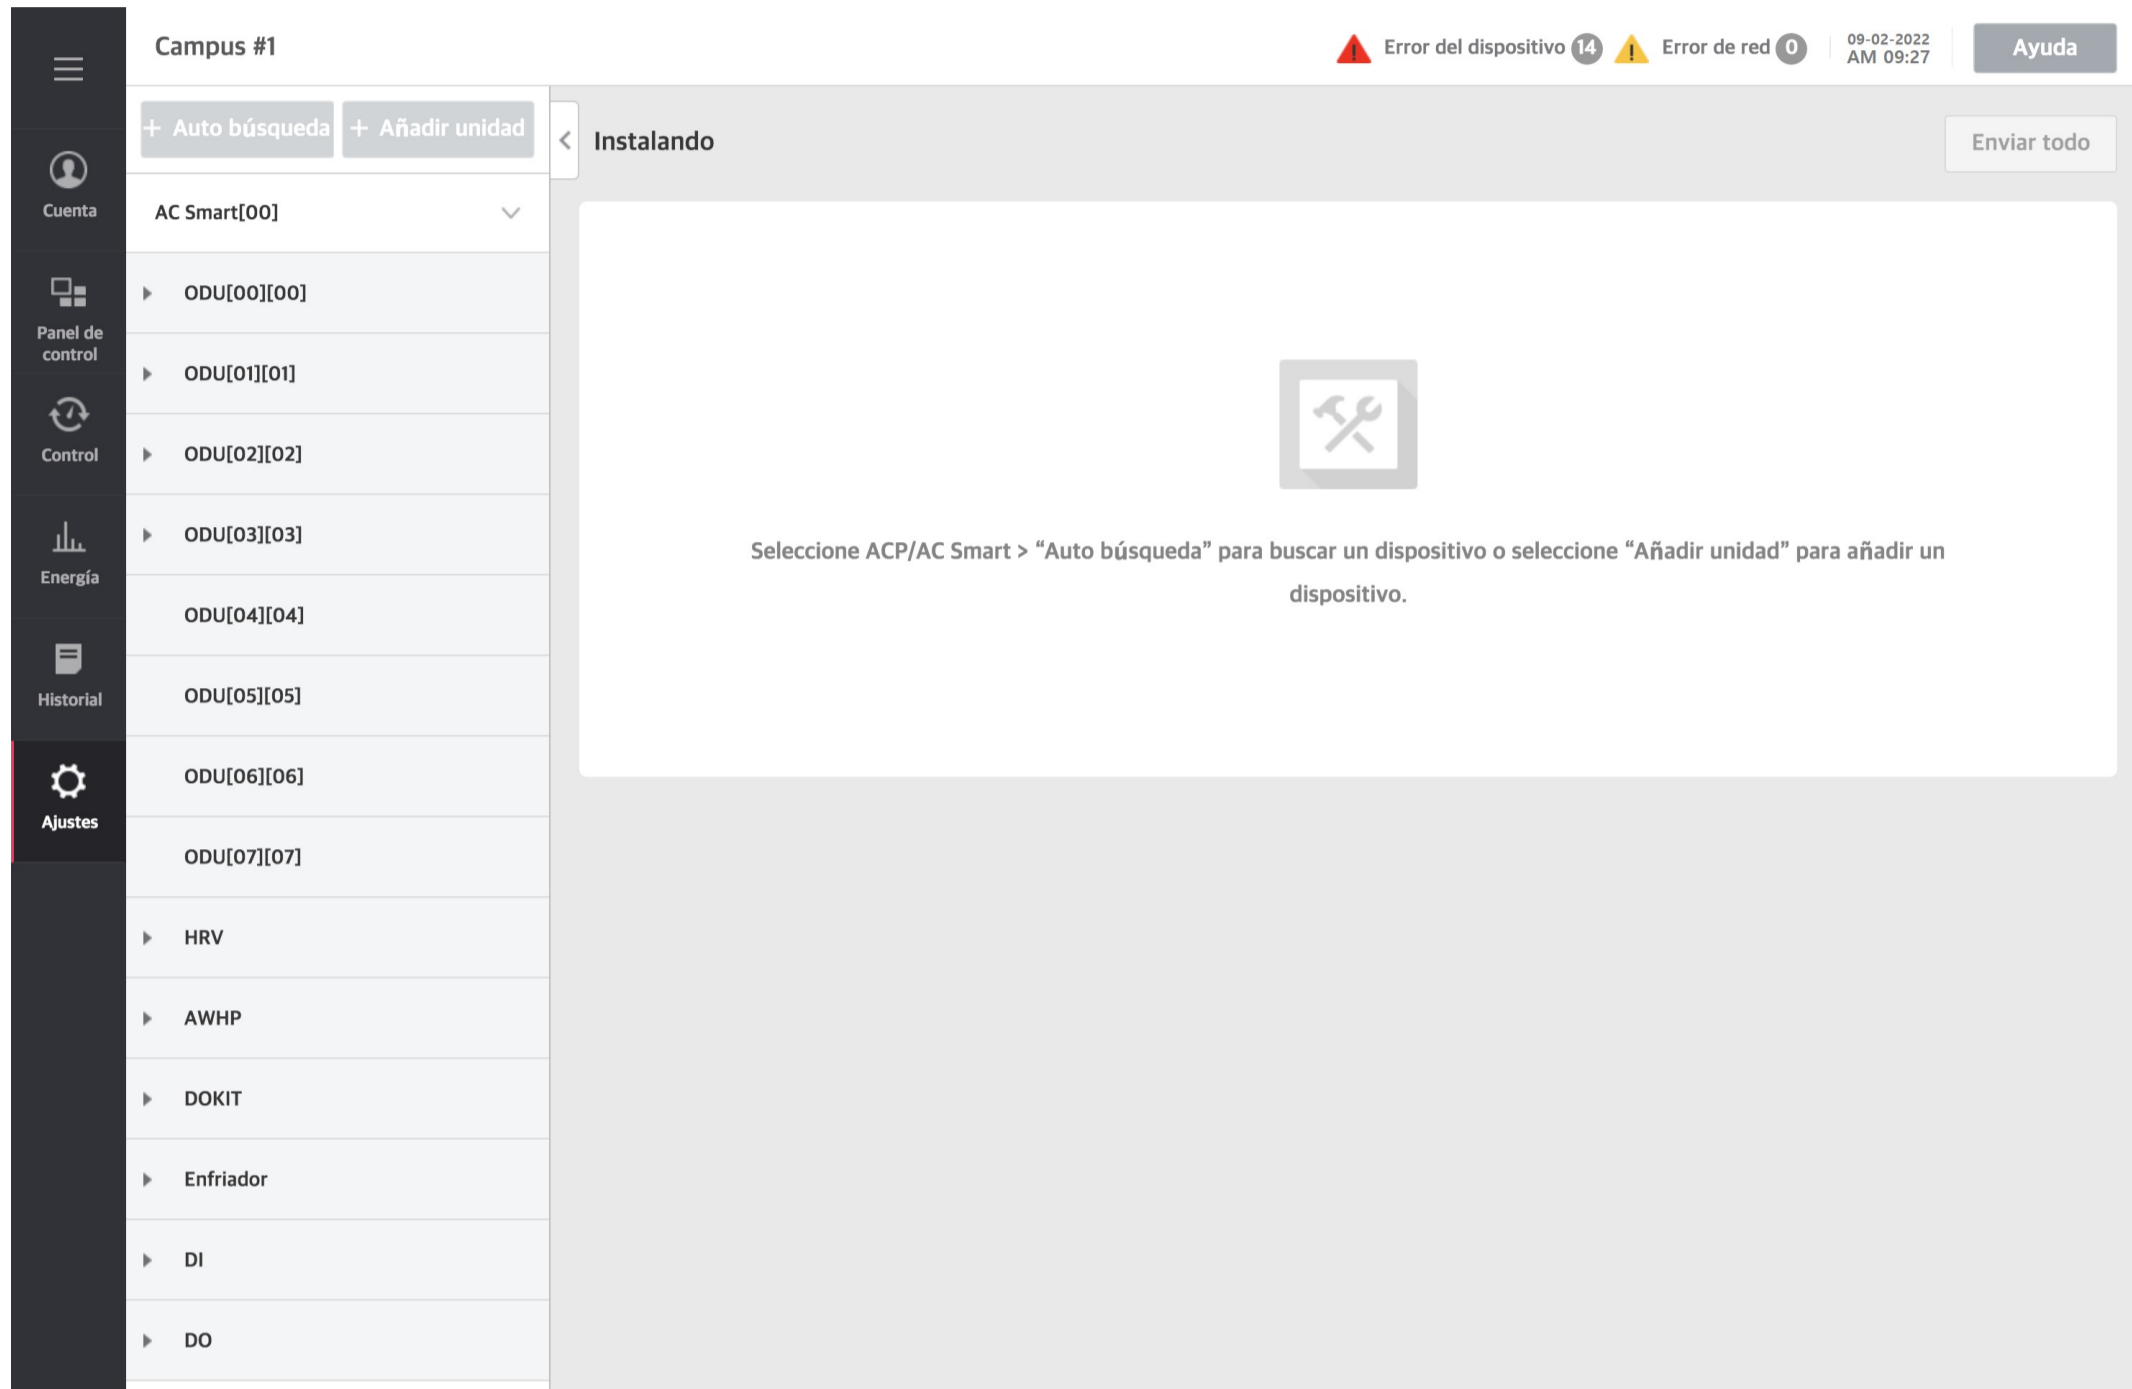 Campus #1
Error del dispositivo 14
Error de red 0
09-02-2022
AM 09:27
Ayuda
Cuenta
Panel de
control
Control
Energía
Historial
Ajustes
+ Auto búsqueda
+ Añadir unidad
AC Smart[00]
ODU[00][00]
ODU[01][01]
ODU[02][02]
ODU[03][03]
ODU[04][04]
ODU[05][05]
ODU[06][06]
ODU[07][07]
HRV
AWHP
DOKIT
Enfriador
DI
DO
Instalando
Enviar todo
Seleccione ACP/AC Smart > “Auto búsqueda” para buscar un dispositivo o seleccione “Añadir unidad” para añadir un
dispositivo.